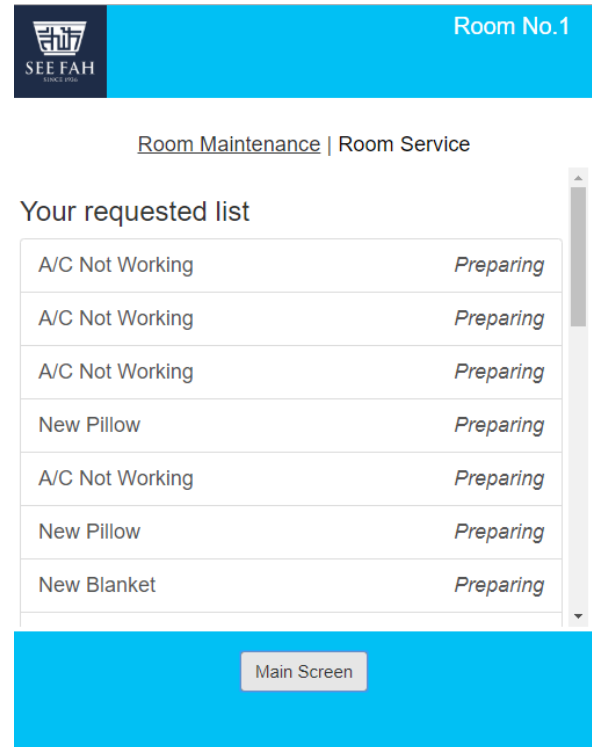 Room No.1
SEE FAH
SINCE 1936
Room Maintenance | Room Service
Your requested list
A/C Not Working Preparing
A/C Not Working Preparing
A/C Not Working Preparing
New Pillow Preparing
A/C Not Working Preparing
New Pillow Preparing
New Blanket Preparing
Main Screen